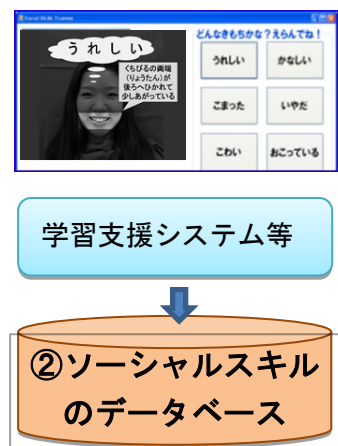 Social Skills Training
どんなきもちかな？えらんでね！
うれしい
くちびるの両端
（りょうたん）が
後ろへひかれて
少しあがっている
うれしい
かなしい
こまった
いやだ
こわい
おこっている
学習支援システム等
②ソーシャルスキル
のデータベース